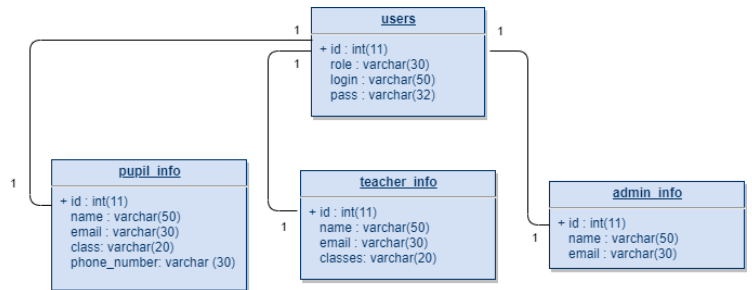 users
1
1
+ id : int(11)
role : varchar(30)
login : varchar(50)
pass : varchar(32)
1
1
pupil_info
+ id : int(11)
name : varchar(50)
email : varchar(30)
class: varchar(20)
phone_number: varchar (30)
teacher_info
+ id : int(11)
name : varchar(50)
email : varchar(30)
classes: varchar(20)
1
admin_info
+ id : int(11)
name : varchar(50)
email : varchar(30)
1